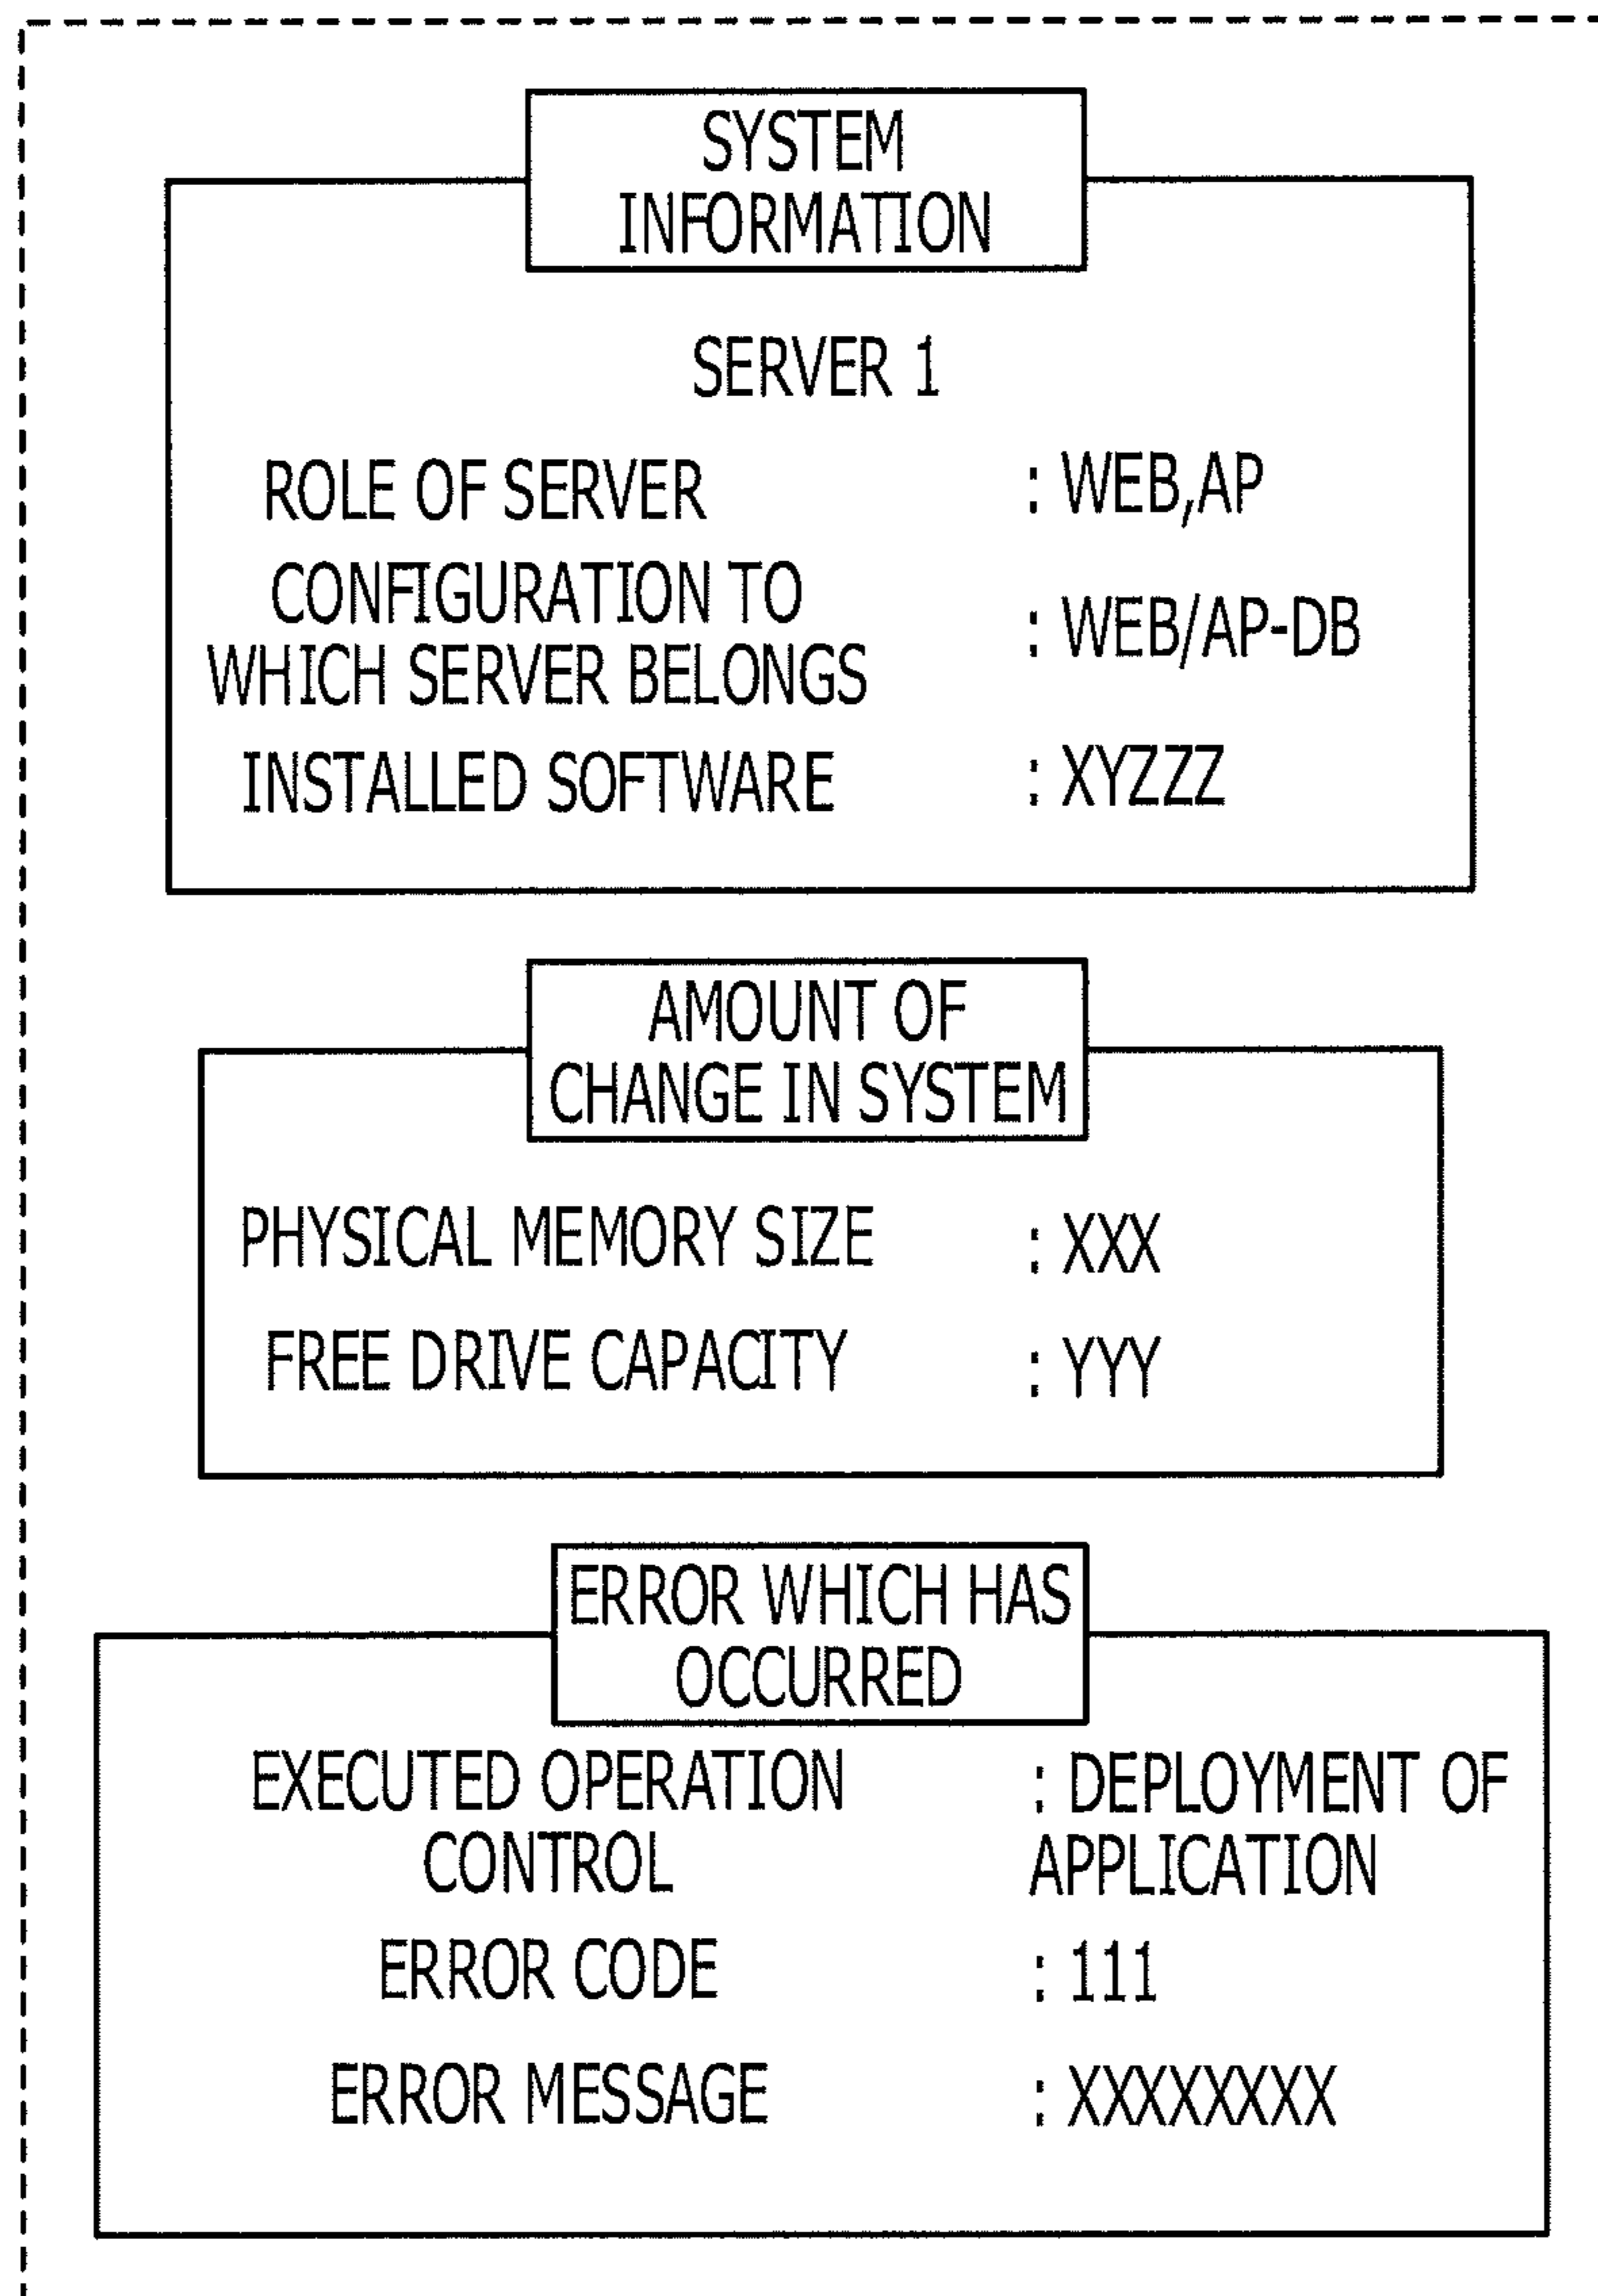 SYSTEM
INFORMATION
SERVER 1
ROLE OF SERVER : WEB,AP
CONFIGURATION TO
WHICH SERVER BELONGS : WEB/AP-DB
INSTALLED SOFTWARE : XYZZZ
AMOUNT OF
CHANGE IN SYSTEM
PHYSICAL MEMORY SIZE : XXX
FREE DRIVE CAPACITY : YYY
ERROR WHICH HAS
OCCURRED
EXECUTED OPERATION : DEPLOYMENT OF
CONTROL APPLICATION
ERROR CODE : 111
ERROR MESSAGE : XXXXXXXX